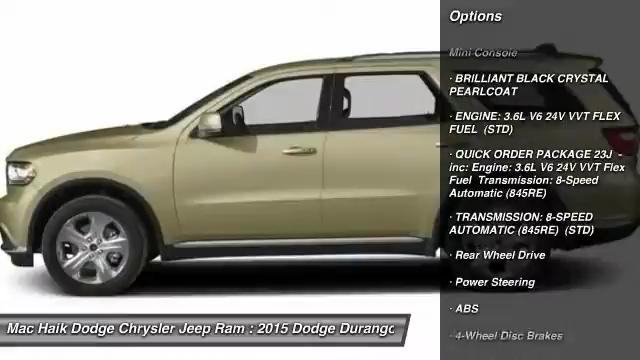 Options
Mini Console
· BRILLIANT BLACK CRYSTAL
PEARLCOAT
· ENGINE: 3.6L V6 24V VVT FLEX
FUEL (STD)
· QUICK ORDER PACKAGE 23J -
inc: Engine: 3.6L V6 24V VVT Flex
Fuel Transmission: 8-Speed
Automatic (845RE)
· TRANSMISSION: 8-SPEED
AUTOMATIC (845RE) (STD)
· Rear Wheel Drive
· Power Steering
· ABS
· 4-Wheel Disc Brakes
Mac Haik Dodge Chrysler Jeep Ram : 2015 Dodge Durango